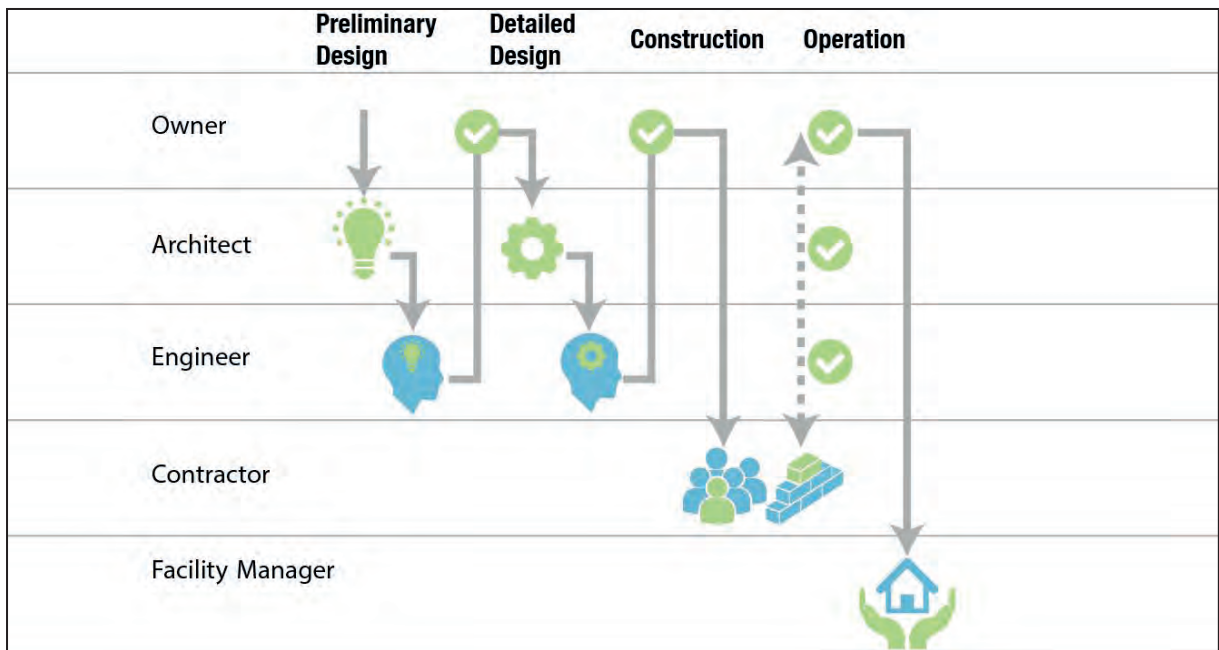 Preliminary
Design
Detailed
Design
Construction
Operation
Owner
Architect
Engineer
Contractor
Facility Manager